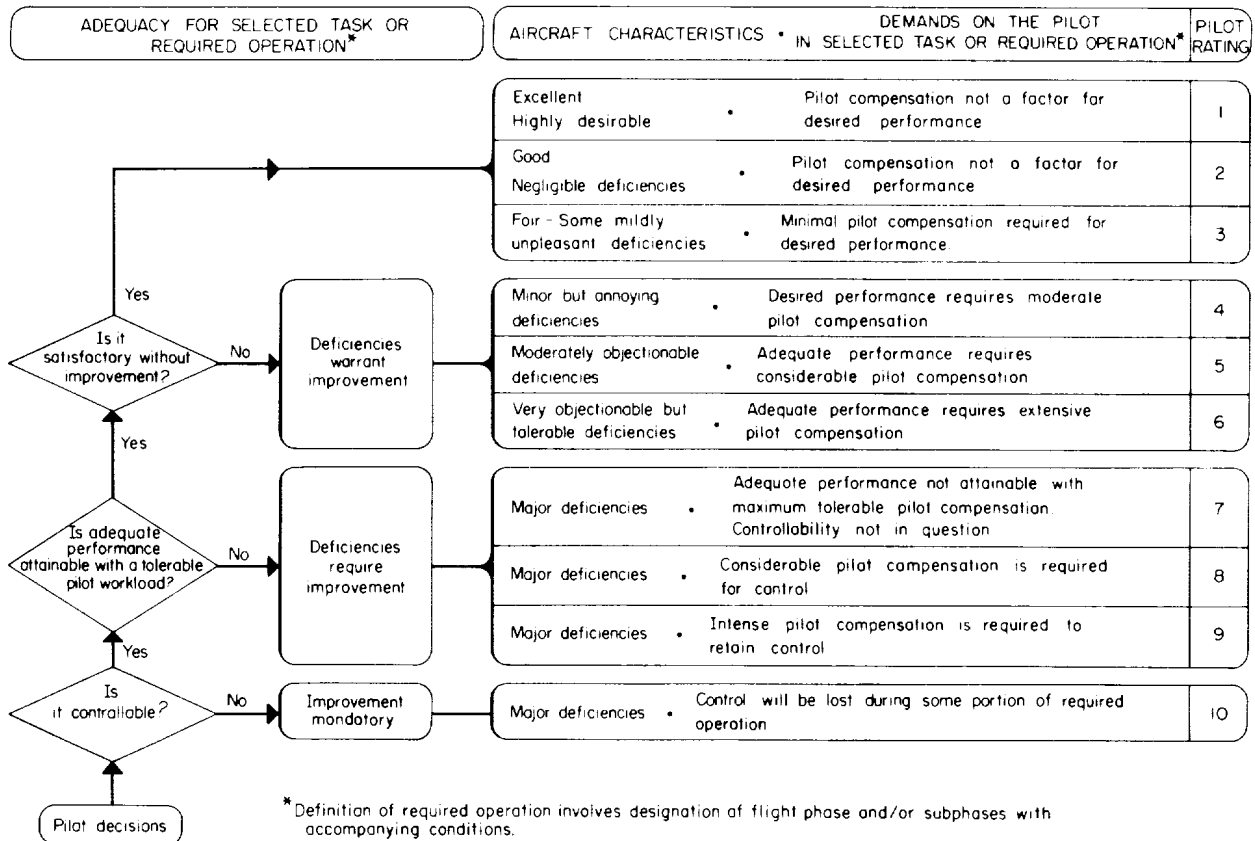 ADEQUACY FOR SELECTED TASK OR
REQUIRED OPERATION*
AIRCRAFT CHARACTERISTICS •
DEMANDS ON THE PILOT
IN SELECTED TASK OR REQUIRED OPERATION*
PILOT
RATING
Excellent
Highly desirable
•
Pilot compensation not a factor for
desired performance
1
Good
Negligible deficiencies
•
Pilot compensation not a factor for
desired performance
2
Fair - Some mildly
unpleasant deficiencies
•
Minimal pilot compensation required for
desired performance
3
Yes
Is it
satisfactory without
improvement?
No
Deficiencies
warrant
improvement
Minor but annoying
deficiencies
•
Desired performance requires moderate
pilot compensation
4
Moderately objectionable
deficiencies
•
Adequate performance requires
considerable pilot compensation
5
Very objectionable but
tolerable deficiencies
•
Adequate performance requires extensive
pilot compensation
6
Yes
Is adequate
performance
attainable with a tolerable
pilot workload?
No
Deficiencies
require
improvement
Major deficiencies
•
Adequate performance not attainable with
maximum tolerable pilot compensation.
Controllability not in question
7
Major deficiencies
•
Considerable pilot compensation is required
for control
8
Major deficiencies
•
Intense pilot compensation is required to
retain control
9
Yes
Is
it controllable?
No
Improvement
mandatory
Major deficiencies
•
Control will be lost during some portion of required
operation
10
Pilot decisions
*Definition of required operation involves designation of flight phase and/or subphases with
accompanying conditions.